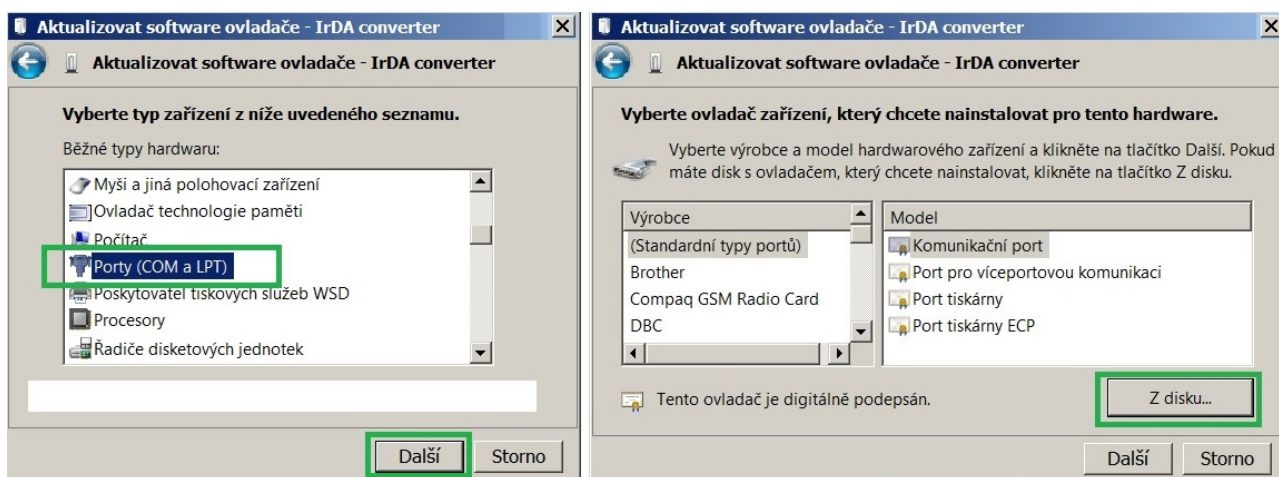 Aktualizovat software ovladače - IrDA converter
Aktualizovat software ovladače - IrDA converter
Vyberte typ zařízení z níže uvedeného seznamu.
Běžné typy hardwaru:
Myši a jiná polohovací zařízení
Ovladač technologie paměti
Počítač
Porty (COM a LPT)
Poskytovatel tiskových služeb WSD
Procesory
Řadiče disketových jednotek
Další
Storno
Aktualizovat software ovladače - IrDA converter
Aktualizovat software ovladače - IrDA converter
Vyberte ovladač zařízení, který chcete nainstalovat pro tento hardware.
Vyberte výrobce a model hardwarového zařízení a klikněte na tlačítko Další. Pokud
máte disk s ovladačem, který chcete nainstalovat, klikněte na tlačítko Z disku.
Výrobce
(Standardní typy portů)
Brother
Compaq GSM Radio Card
DBC
Model
Komunikační port
Port pro víceportovou komunikaci
Port tiskárny
Port tiskárny ECP
Tento ovladač je digitálně podepsán.
Z disku...
Další
Storno